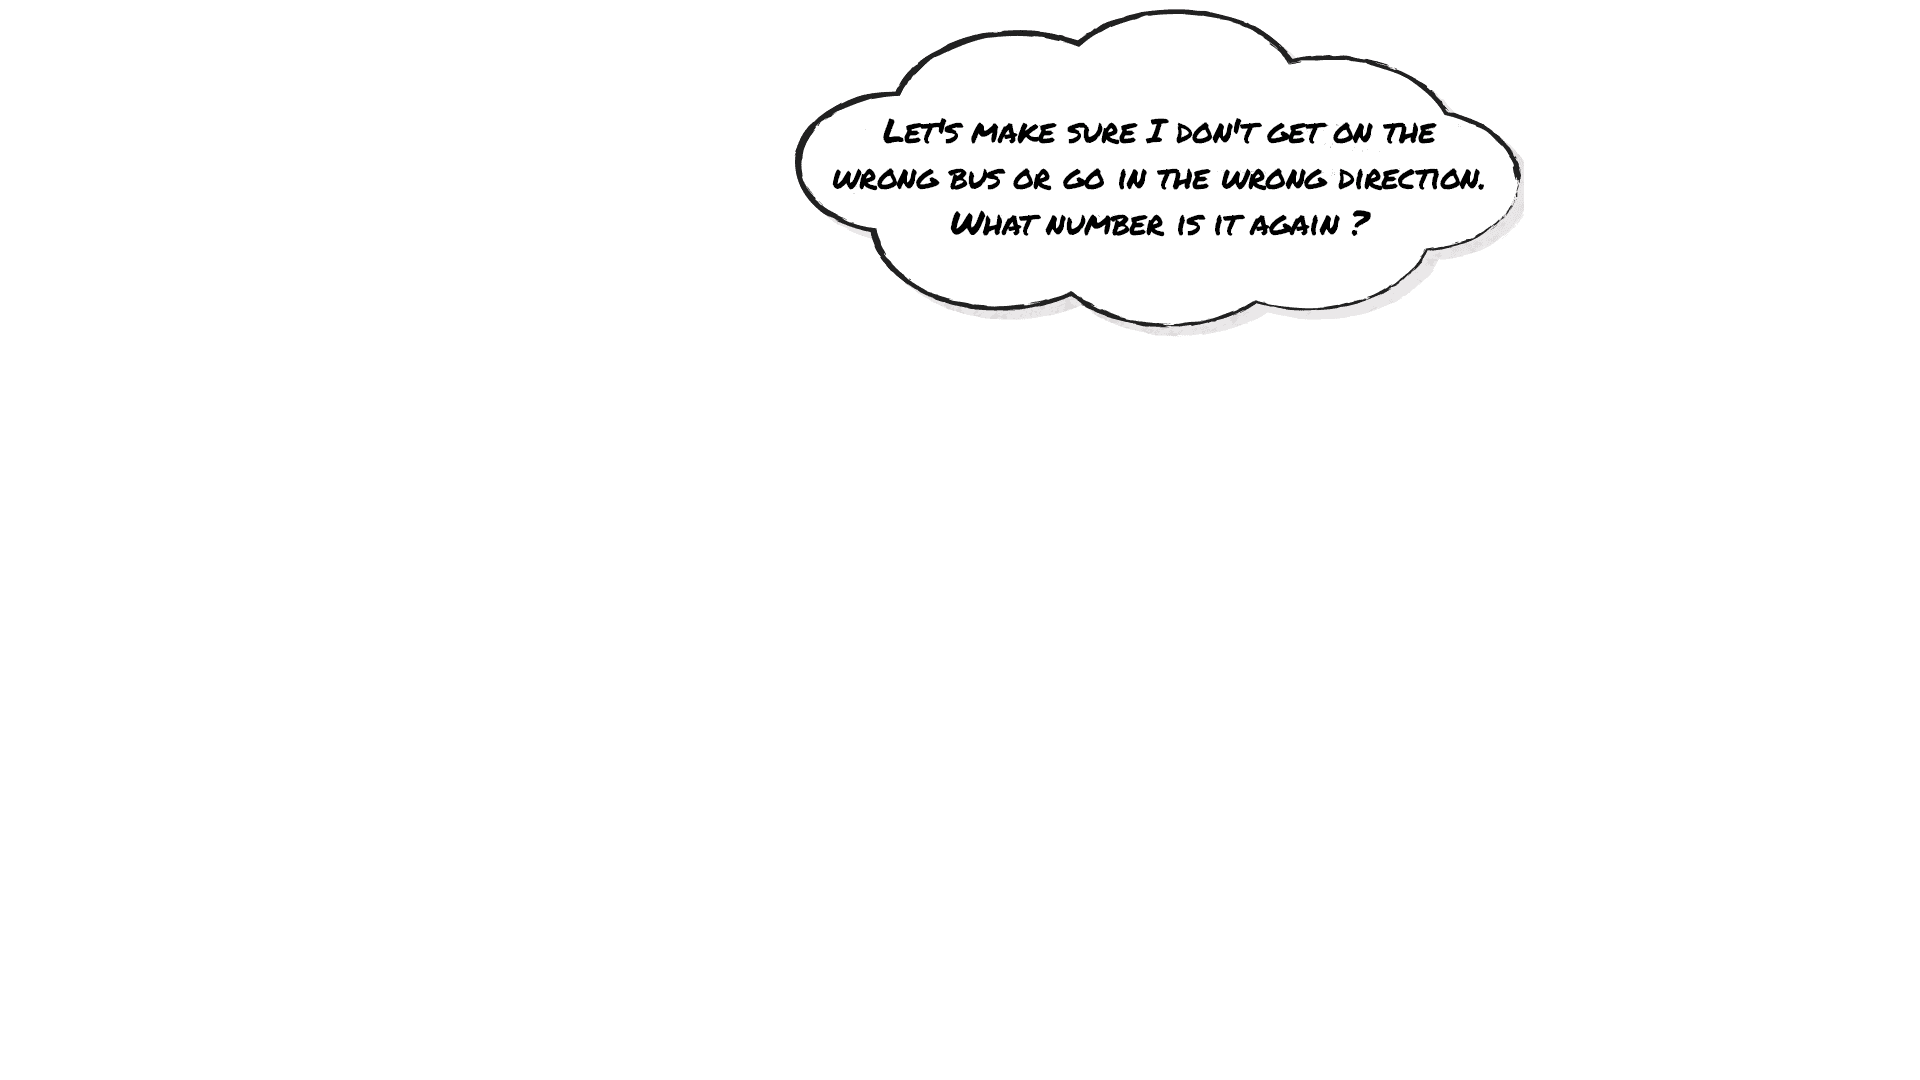 Let's make sure I don't get on the
wrong bus or go in the wrong direction.
What number is it again ?